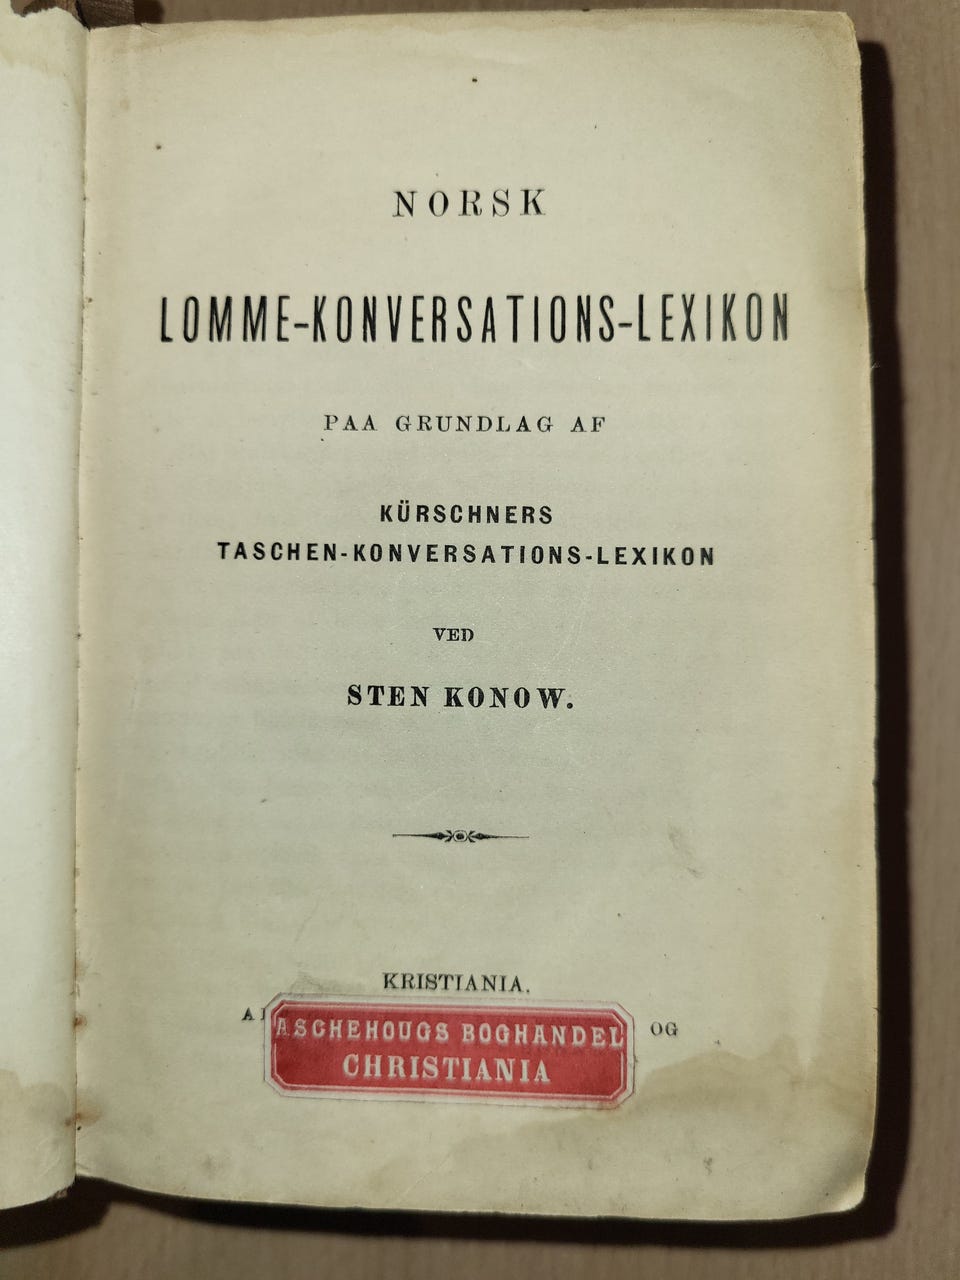 NORSK
LOMME-KONVERSATIONS-LEXIKON
PAA GRUNDLAG AF
KÜRSCHNERS
TASCHEN-KONVERSATIONS-LEXIKON
VED
STEN KONOW.
KRISTIANIA.
OG
ASCHEHOUGS BOGHANDEL
CHRISTIANIA